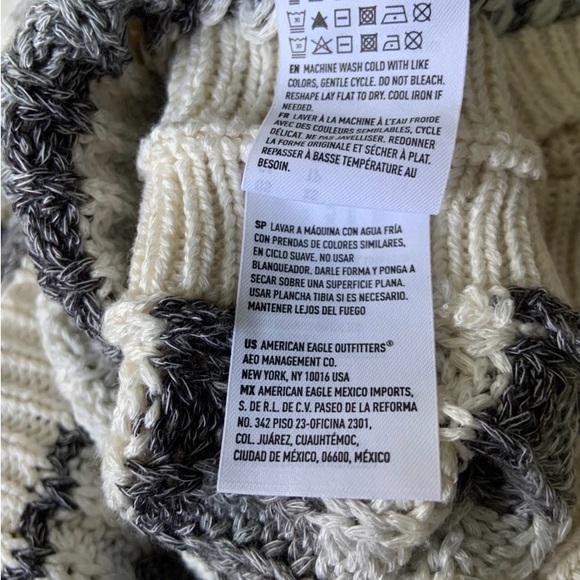 EN MACHINE WASH COLD WITH LIKE
COLORS, GENTLE CYCLE. DO NOT BLEACH.
RESHAPE LAY FLAT TO DRY. COOL IRON IF
NEEDED.
FR LAVER À LA MACHINE À L'EAU FROIDE
AVEC DES COULEURS SEMBLABLES, CYCLE
DÉLICAT. NE PAS JAVELLISER. REDONNER
LA FORME ORIGINALE ET SÉCHER À PLAT.
REPASSER À BASSE TEMPÉRATURE AU
BESOIN.
SP LAVAR A MÁQUINA CON AGUA FRÍA
CON PRENDAS DE COLORES SIMILARES,
EN CICLO SUAVE. NO USAR
BLANQUEADOR. DARLE FORMA Y PONGA A
SECAR SOBRE UNA SUPERFICIE PLANA.
USAR PLANCHA TIBIA SI ES NECESARIO.
MANTENER LEJOS DEL FUEGO
US AMERICAN EAGLE OUTFITTERS®
AEO MANAGEMENT CO.
NEW YORK, NY 10016 USA
MX AMERICAN EAGLE MEXICO IMPORTS,
S. DE R.L. DE C.V. PASEO DE LA REFORMA
NO. 342 PISO 23-OFICINA 2301,
COL. JUÁREZ, CUAUHTÉMOC,
CIUDAD DE MÉXICO, 06600, MÉXICO